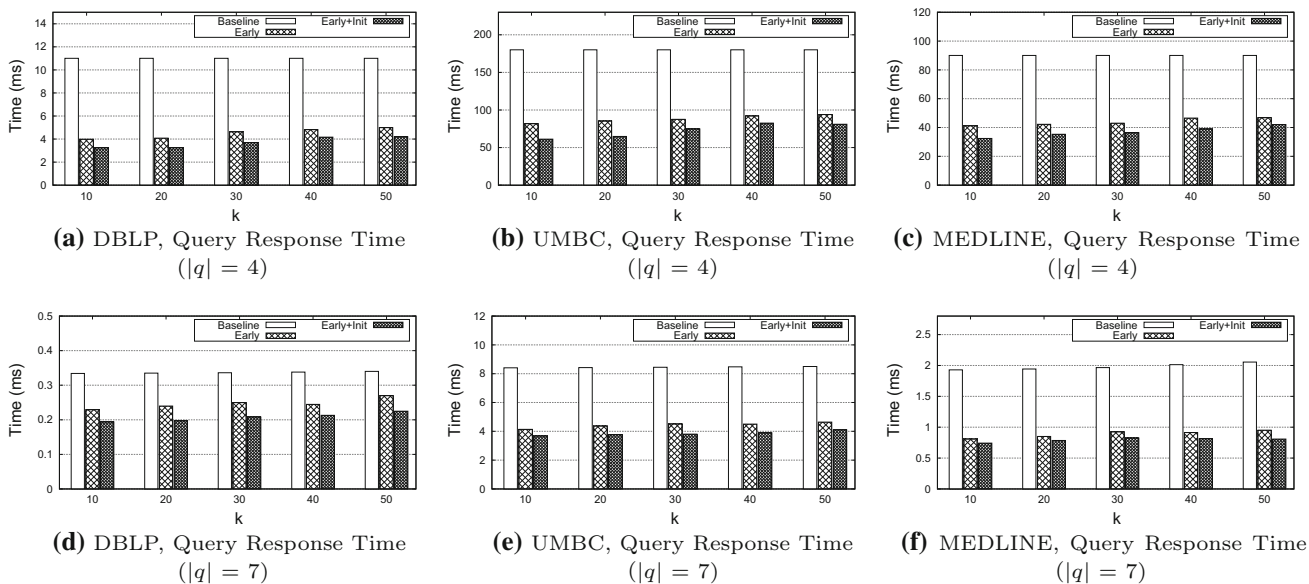 Baseline
Early
Early+Init
Time (ms)
14
12
10
8
6
4
2
0
10 20 30 40 50
k
(a) DBLP, Query Response Time
(|q| = 4)
Baseline
Early
Early+Init
Time (ms)
200
150
100
50
0
10 20 30 40 50
k
(b) UMBC, Query Response Time
(|q| = 4)
Baseline
Early
Early+Init
Time (ms)
120
100
80
60
40
20
0
10 20 30 40 50
k
(c) MEDLINE, Query Response Time
(|q| = 4)
Baseline
Early
Early+Init
Time (ms)
0.5
0.4
0.3
0.2
0.1
0
10 20 30 40 50
k
(d) DBLP, Query Response Time
(|q| = 7)
Baseline
Early
Early+Init
Time (ms)
12
10
8
6
4
2
0
10 20 30 40 50
k
(e) UMBC, Query Response Time
(|q| = 7)
Baseline
Early
Early+Init
Time (ms)
2.5
2
1.5
1
0.5
0
10 20 30 40 50
k
(f) MEDLINE, Query Response Time
(|q| = 7)